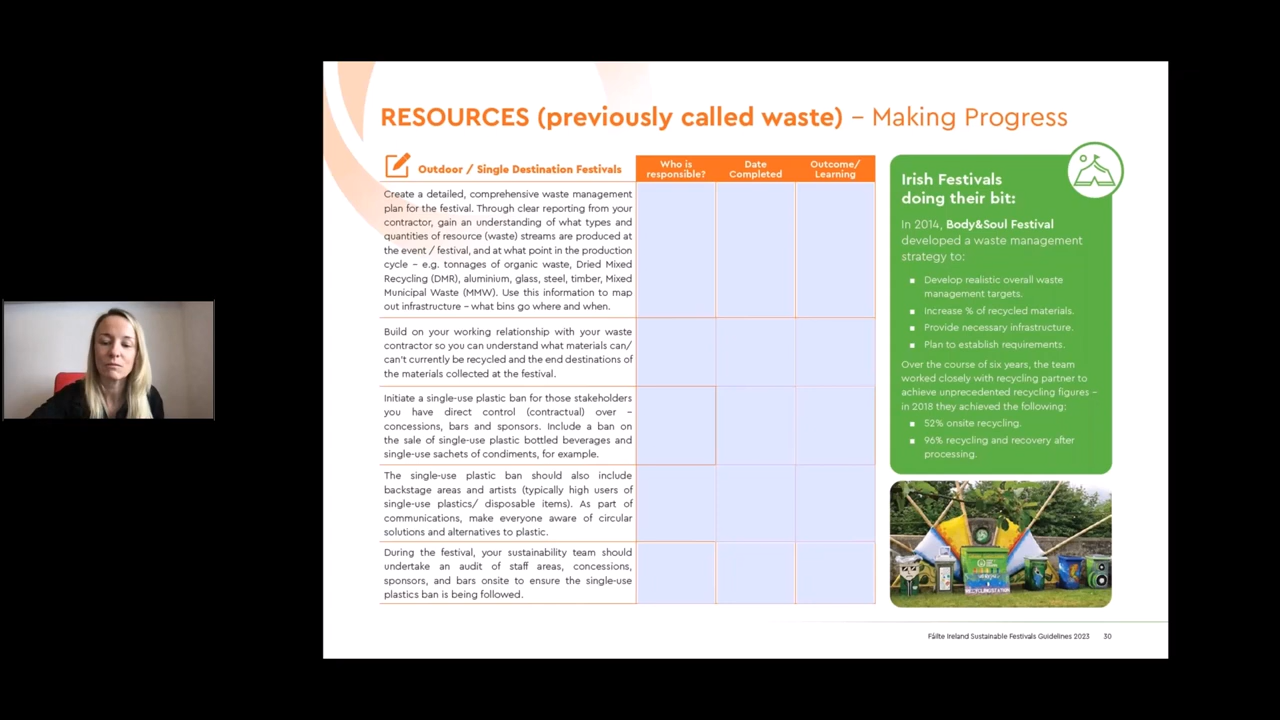 RESOURCES (previously called waste) – Making Progress
Outdoor / Single Destination Festivals
Who is
responsible?
Date
Completed
Outcome/
Learning
Create a detailed, comprehensive waste management
plan for the festival. Through clear reporting from your
contractor, gain an understanding of what types and
quantities of resource (waste) streams are produced at
the event / festival, and at what point in the production
cycle – e.g. tonnages of organic waste, Dried Mixed
Recycling (DMR), aluminium, glass, steel, timber, Mixed
Municipal Waste (MMW). Use this information to map
out infrastructure – what bins go where and when.
Build on your working relationship with your waste
contractor so you can understand what materials can/
can't currently be recycled and the end destinations of
the materials collected at the festival.
Initiate a single-use plastic ban for those stakeholders
you have direct control (contractual) over –
concessions, bars and sponsors. Include a ban on
the sale of single-use plastic bottled beverages and
single-use sachets of condiments, for example.
The single-use plastic ban should also include
backstage areas and artists (typically high users of
single-use plastics/ disposable items). As part of
communications, make everyone aware of circular
solutions and alternatives to plastic.
During the festival, your sustainability team should
undertake an audit of staff areas, concessions,
sponsors, and bars onsite to ensure the single-use
plastics ban is being followed.
Irish Festivals
doing their bit:
In 2014, Body&Soul Festival
developed a waste management
strategy to:
▪ Develop realistic overall waste
management targets.
▪ Increase % of recycled materials.
▪ Provide necessary infrastructure.
▪ Plan to establish requirements.
Over the course of six years, the team
worked closely with recycling partner to
achieve unprecedented recycling figures –
in 2018 they achieved the following:
▪ 52% onsite recycling.
▪ 96% recycling and recovery after
processing.
RECYCLING STATION
Fáilte Ireland Sustainable Festivals Guidelines 2023 30